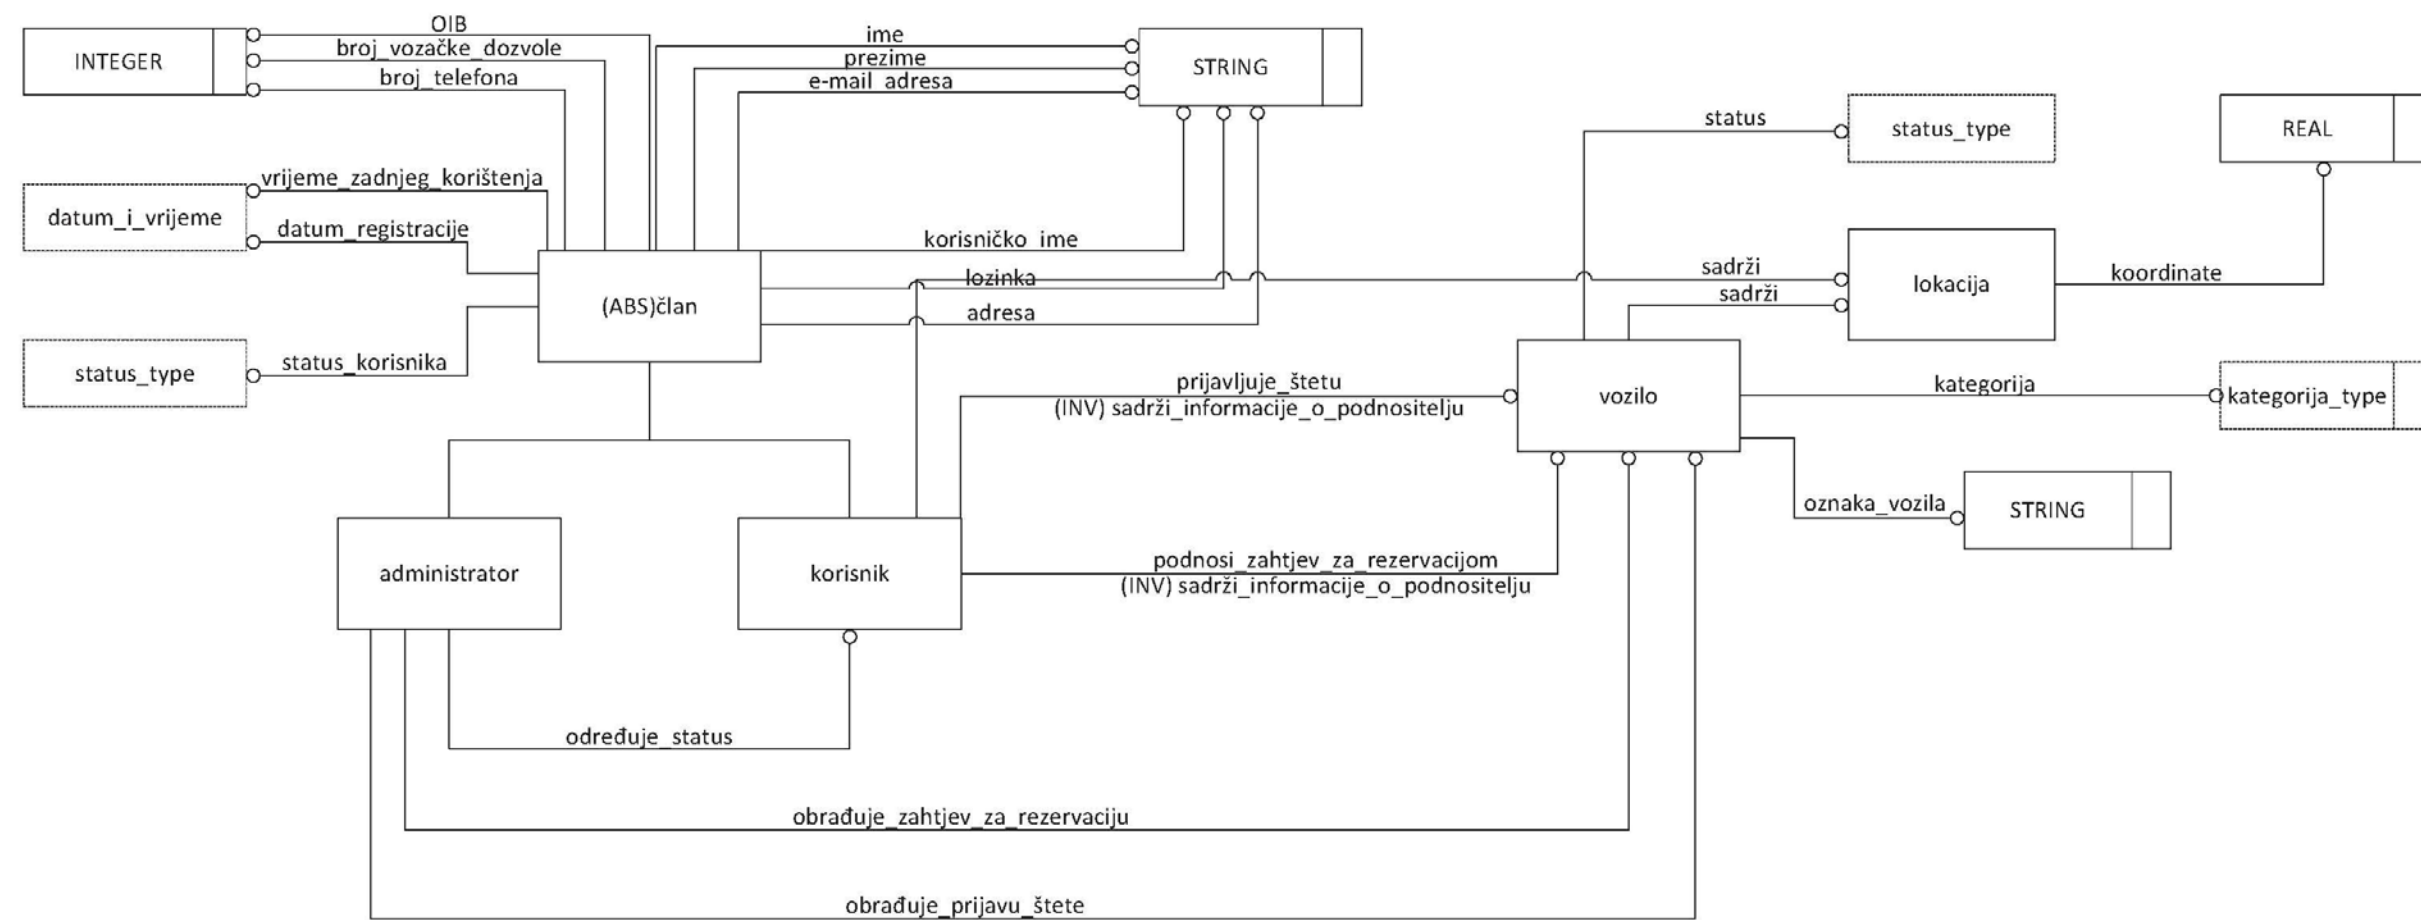 OIB
INTEGER
broj_vozačke_dozvole
broj_telefona
ime
prezime
e-mail_adresa
STRING
status
status_type
REAL
vrijeme_zadnjeg_korištenja
datum_i_vrijeme
datum_registracije
korisničko_ime
lozinka
adresa
(ABS)član
sadrži
sadrži
lokacija
koordinate
status_type
status_korisnika
prijavljuje_štetu
(INV) sadrži_informacije_o_podnositelju
vozilo
kategorija
kategorija_type
oznaka_vozila
STRING
administrator
korisnik
podnosi_zahtjev_za_rezervacijom
(INV) sadrži_informacije_o_podnositelju
određuje_status
obrađuje_zahtjev_za_rezervaciju
obrađuje_prijavu_štete